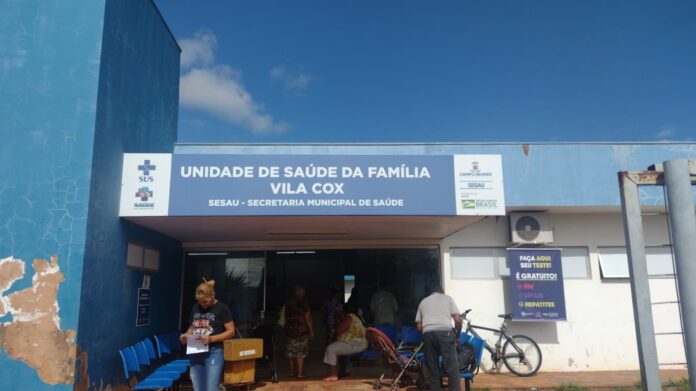 SUS
SAÚDE
UNIDADE DE SAÚDE DA FAMÍLIA
VILA COX
SESAU - SECRETARIA MUNICIPAL DE SAÚDE
CAMPO GRANDE
SESAU
BRASIL
FAÇA AQUI
SEU TESTE!
É GRATUITO!
HIV
SÍFILIS
HEPATITES